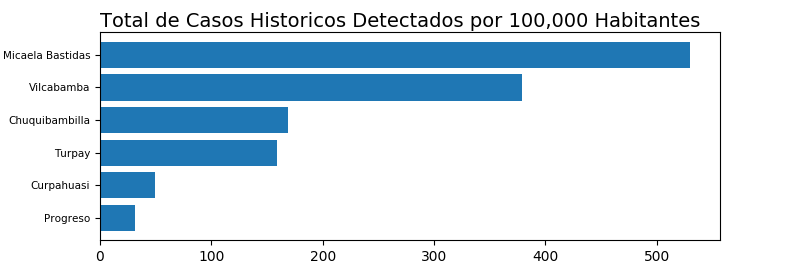 Total de Casos Historicos Detectados por 100,000 Habitantes
Micaela Bastidas
Vilcabamba
Chuquibambilla
Turpay
Curpahuasi
Progreso
0 100 200 300 400 500